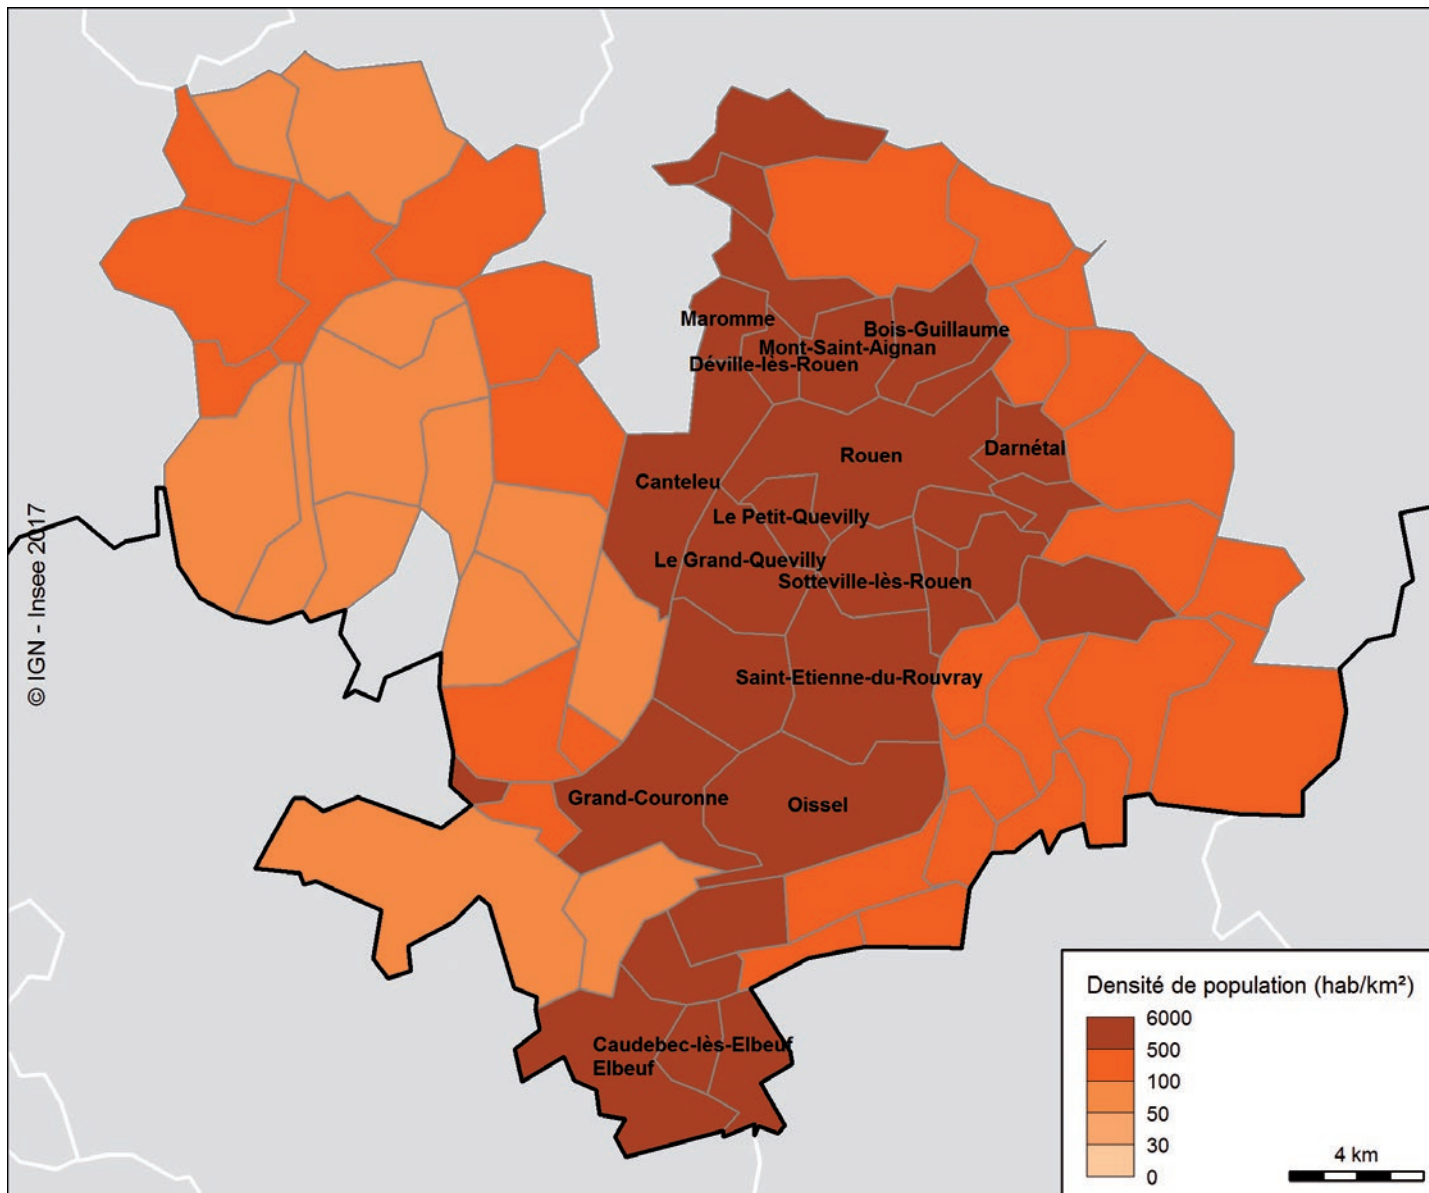 © IGN - Insee 2017
Maromme
Bois-Guillaume
Mont-Saint-Aignan
Déville-lès-Rouen
Darnétal
Rouen
Canteleu
Le Petit-Quevilly
Le Grand-Quevilly
Sotteville-lès-Rouen
Saint-Etienne-du-Rouvray
Grand-Couronne
Oissel
Caudebec-lès-Elbeuf
Elbeuf
Densité de population (hab/km²)
6000
500
100
50
30
0
4 km